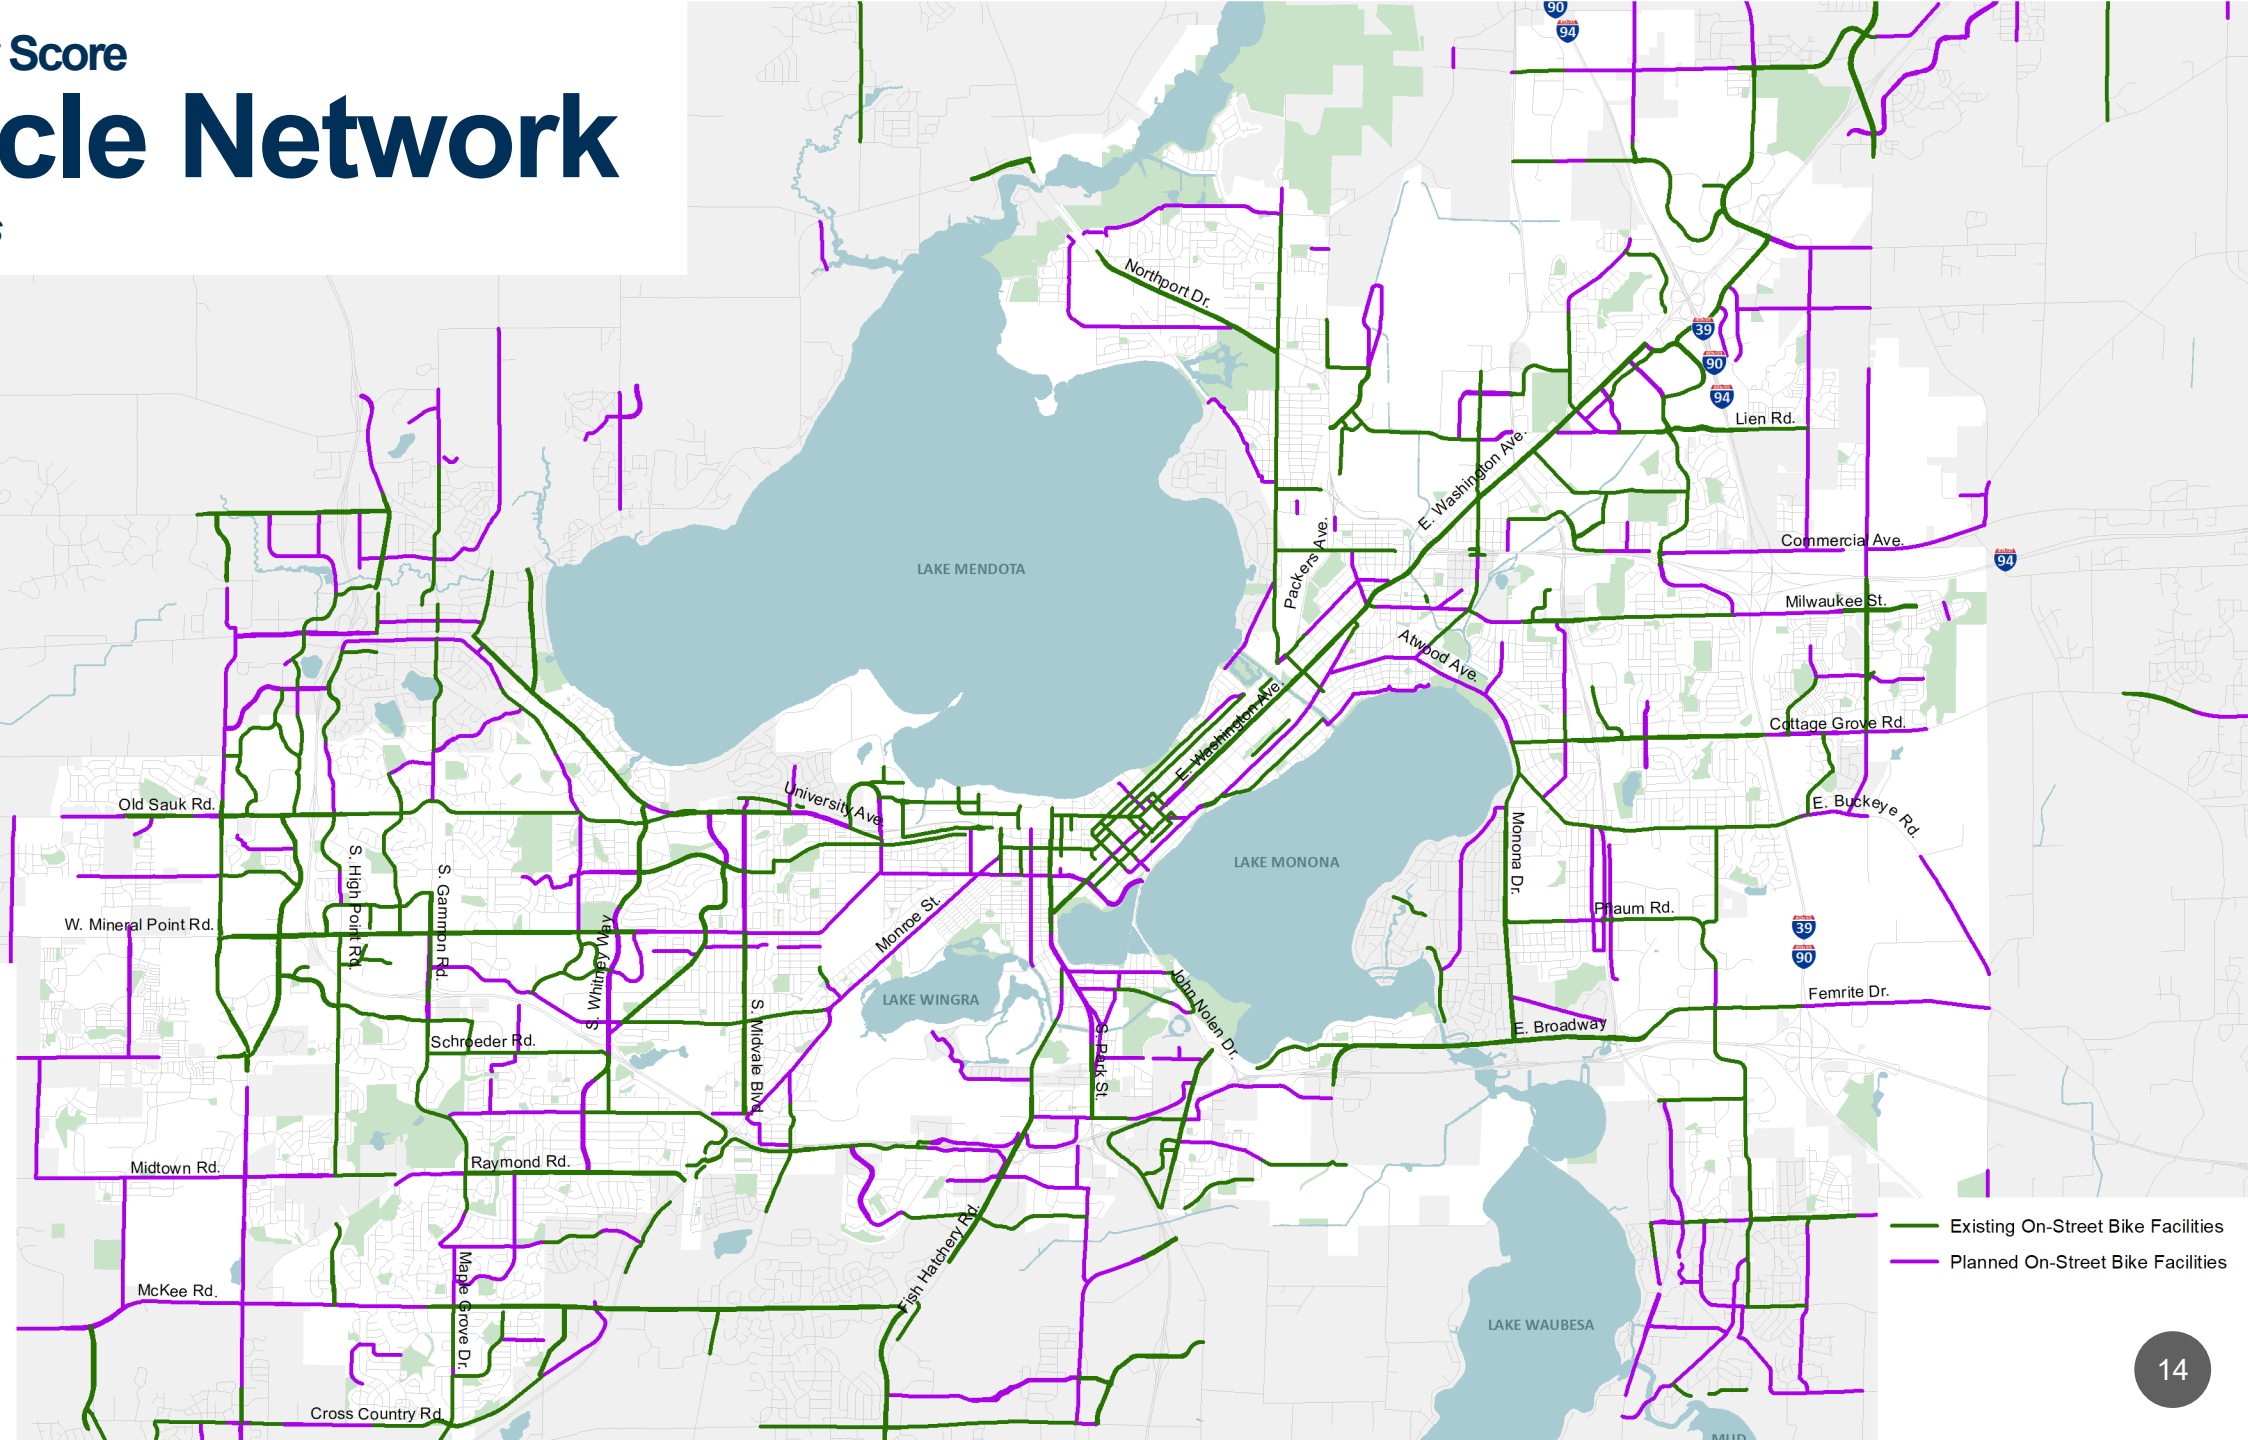 Score
cle Network
s
90
94
Northport Dr.
39
90
94
Lien Rd.
E. Washington Ave.
Packers Ave.
Commercial Ave.
94
LAKE MENDOTA
Milwaukee St.
Atwood Ave.
E. Washington Ave.
Cottage Grove Rd.
Old Sauk Rd.
University Ave.
E. Buckeye Rd.
LAKE MONONA
Monona Dr.
S. High Point Rd.
S. Gammon Rd.
W. Mineral Point Rd.
Monroe St.
Pflaum Rd.
39
90
S. Whitney Way
LAKE WINGRA
John Nolen Dr.
Femrite Dr.
E. Broadway
Schroeder Rd.
S. Midvale Blvd.
S. Park St.
Midtown Rd.
Raymond Rd.
Fish Hatchery Rd.
Existing On-Street Bike Facilities
Planned On-Street Bike Facilities
McKee Rd.
Maple Grove Dr.
LAKE WAUBESA
14
Cross Country Rd.
MUD